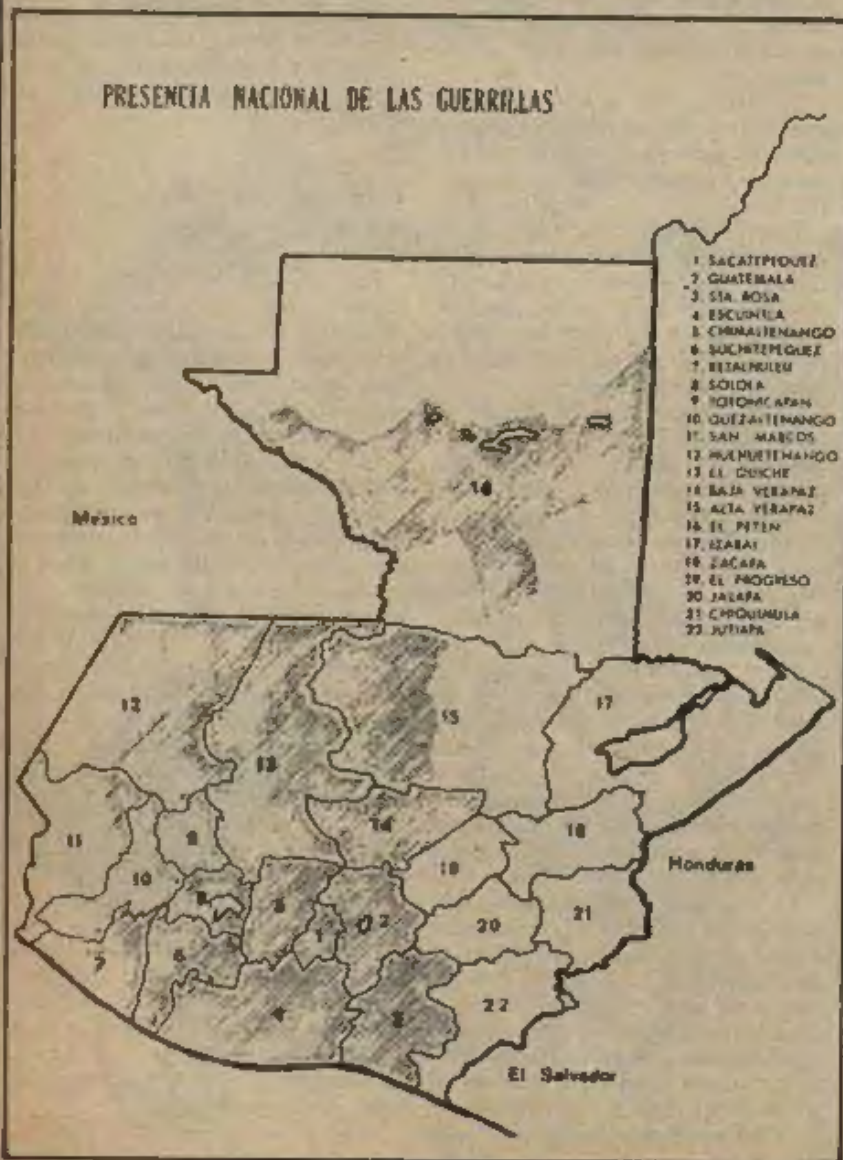 PRESENCIA NACIONAL DE LAS GUERRILLAS
1 SACATEPEQUEZ
2 GUATEMALA
3 STA ROSA
4 ESCUINTLA
5 CHIMALTENANGO
6 SUCHITEPEQUEZ
7 RETALHULEU
8 SOLOLA
9 TOTONICAPAN
10 QUEZALTENANGO
11 SAN MARCOS
12 HUEHUETENANGO
13 EL QUICHE
14 BAJA VERAPAZ
15 ALTA VERAPAZ
16 EL PETEN
17 IZABAL
18 ZACAPA
19 EL PROGRESO
20 JALAPA
21 CHIQUIMULA
22 JUTIAPA
16
México
12
13
15
17
11
9
14
19
18
Honduras
10
8
5
1
2
20
21
7
6
4
3
22
El Salvador